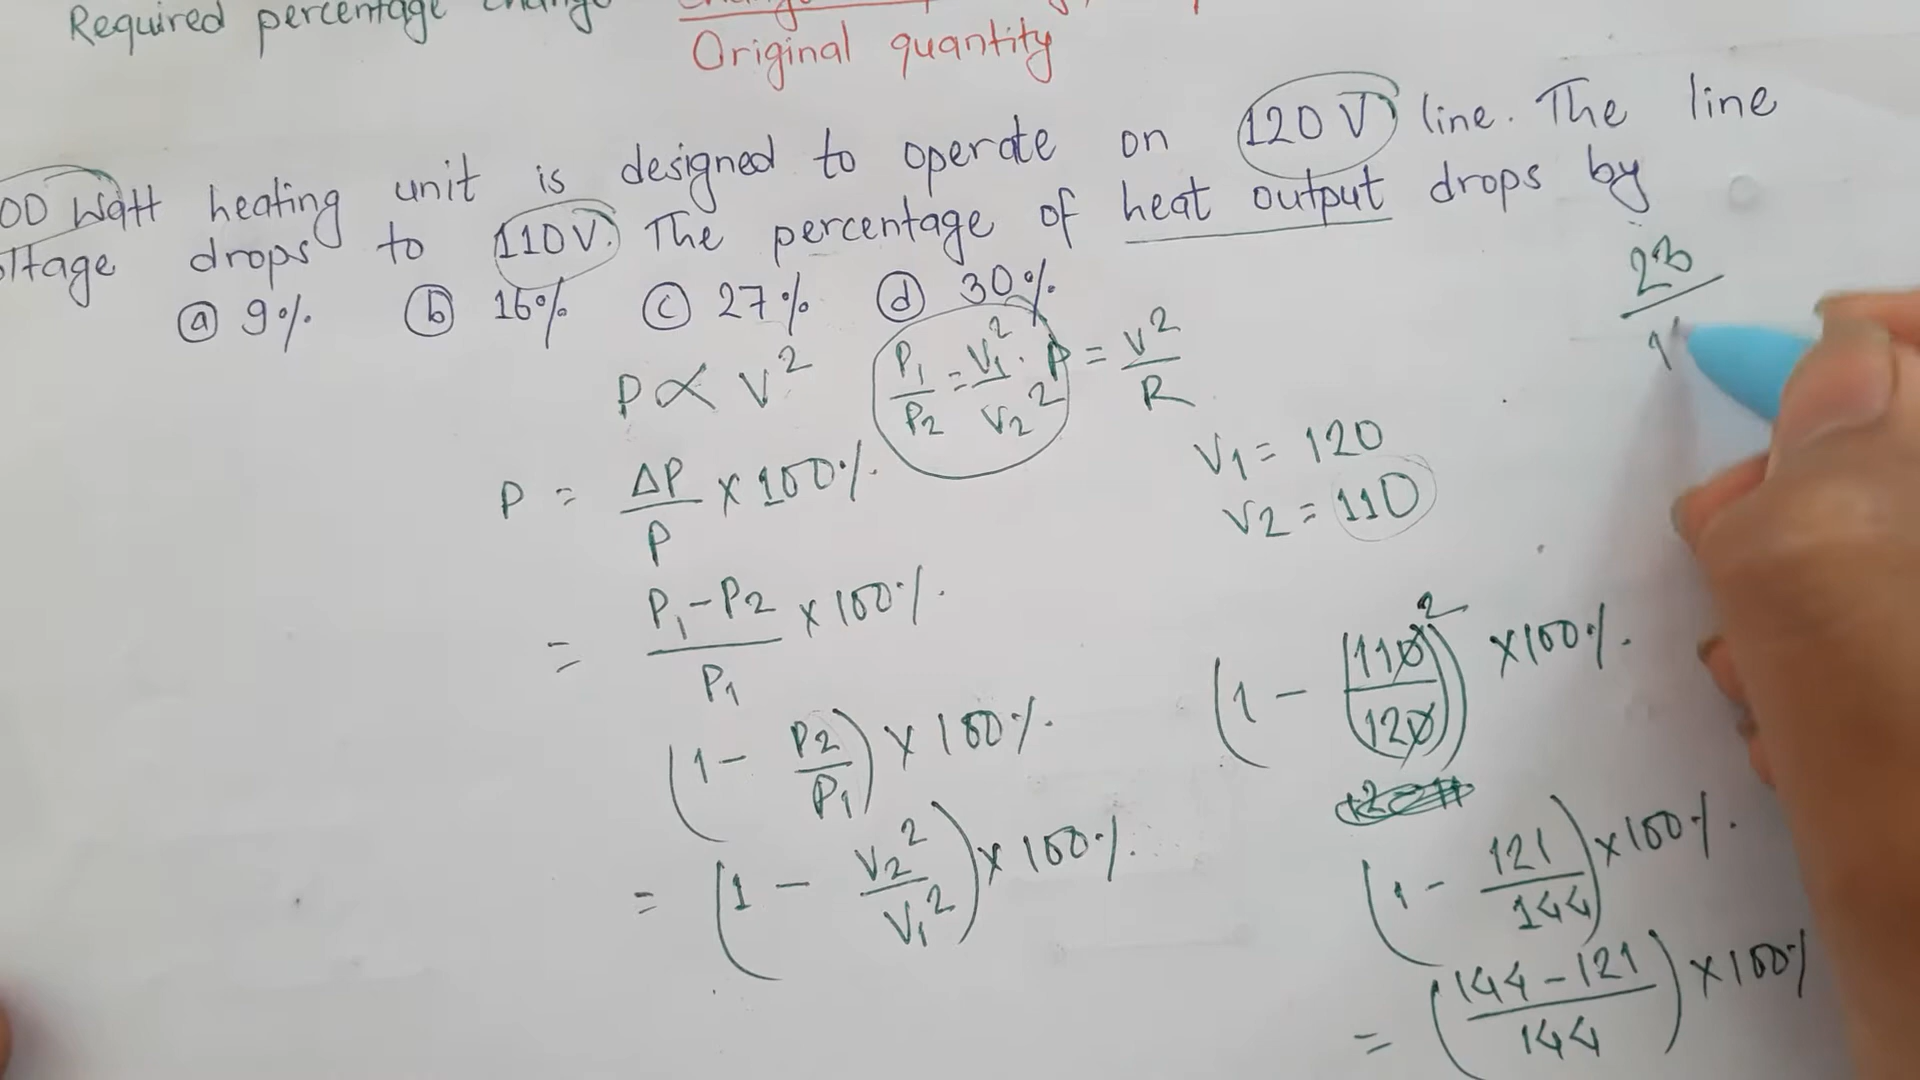 Required percentage change
Original quantity
00 Watt heating unit is designed to operate on 120 V line. The line
ltage drops to 110V. The percentage of heat output drops by
ⓐ 9% ⓑ 16% ⓒ 27% ⓓ 30%
P ∝ V²
P₁/P₂ = V₁²/V₂²
P = V²/R
V₁ = 120
V₂ = 110
P = ΔP/P × 100%
= P₁-P₂/P₁ × 100%
(1 - P₂/P₁) × 100%
= (1 - V₂²/V₁²) × 100%
23
(1 - (110/120)²) × 100%
(1 - 121/144) × 100%
= (144-121/144) × 100%